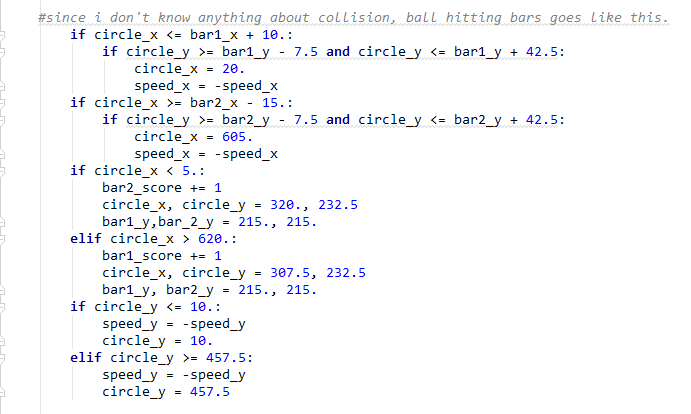 #since i don't know anything about collision, ball hitting bars goes like this.
if circle_x <= bar1_x + 10.:
if circle_y >= bar1_y - 7.5 and circle_y <= bar1_y + 42.5:
circle_x = 20.
speed_x = -speed_x
if circle_x >= bar2_x - 15.:
if circle_y >= bar2_y - 7.5 and circle_y <= bar2_y + 42.5:
circle_x = 605.
speed_x = -speed_x
if circle_x < 5.:
bar2_score += 1
circle_x, circle_y = 320., 232.5
bar1_y,bar_2_y = 215., 215.
elif circle_x > 620.:
bar1_score += 1
circle_x, circle_y = 307.5, 232.5
bar1_y, bar2_y = 215., 215.
if circle_y <= 10.:
speed_y = -speed_y
circle_y = 10.
elif circle_y >= 457.5:
speed_y = -speed_y
circle_y = 457.5